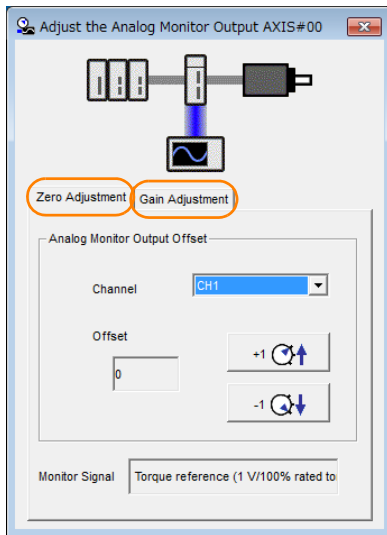 Adjust the Analog Monitor Output AXIS#00
Zero Adjustment
Gain Adjustment
Analog Monitor Output Offset
Channel
CH1
Offset
+1
0
-1
Monitor Signal
Torque reference (1 V/100% rated to